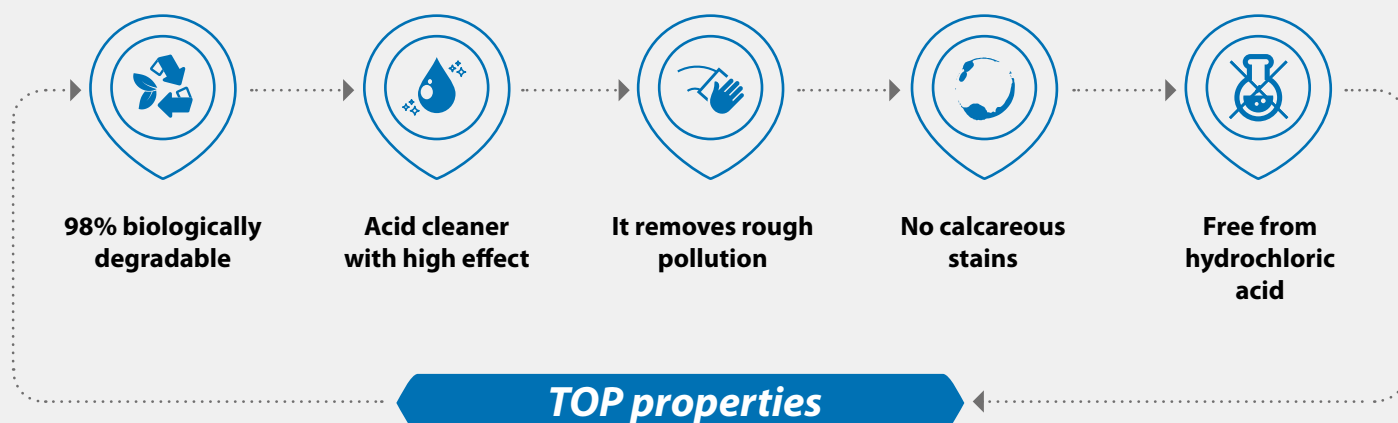 98% biologically
degradable
Acid cleaner
with high effect
It removes rough
pollution
No calcareous
stains
Free from
hydrochloric
acid
TOP properties